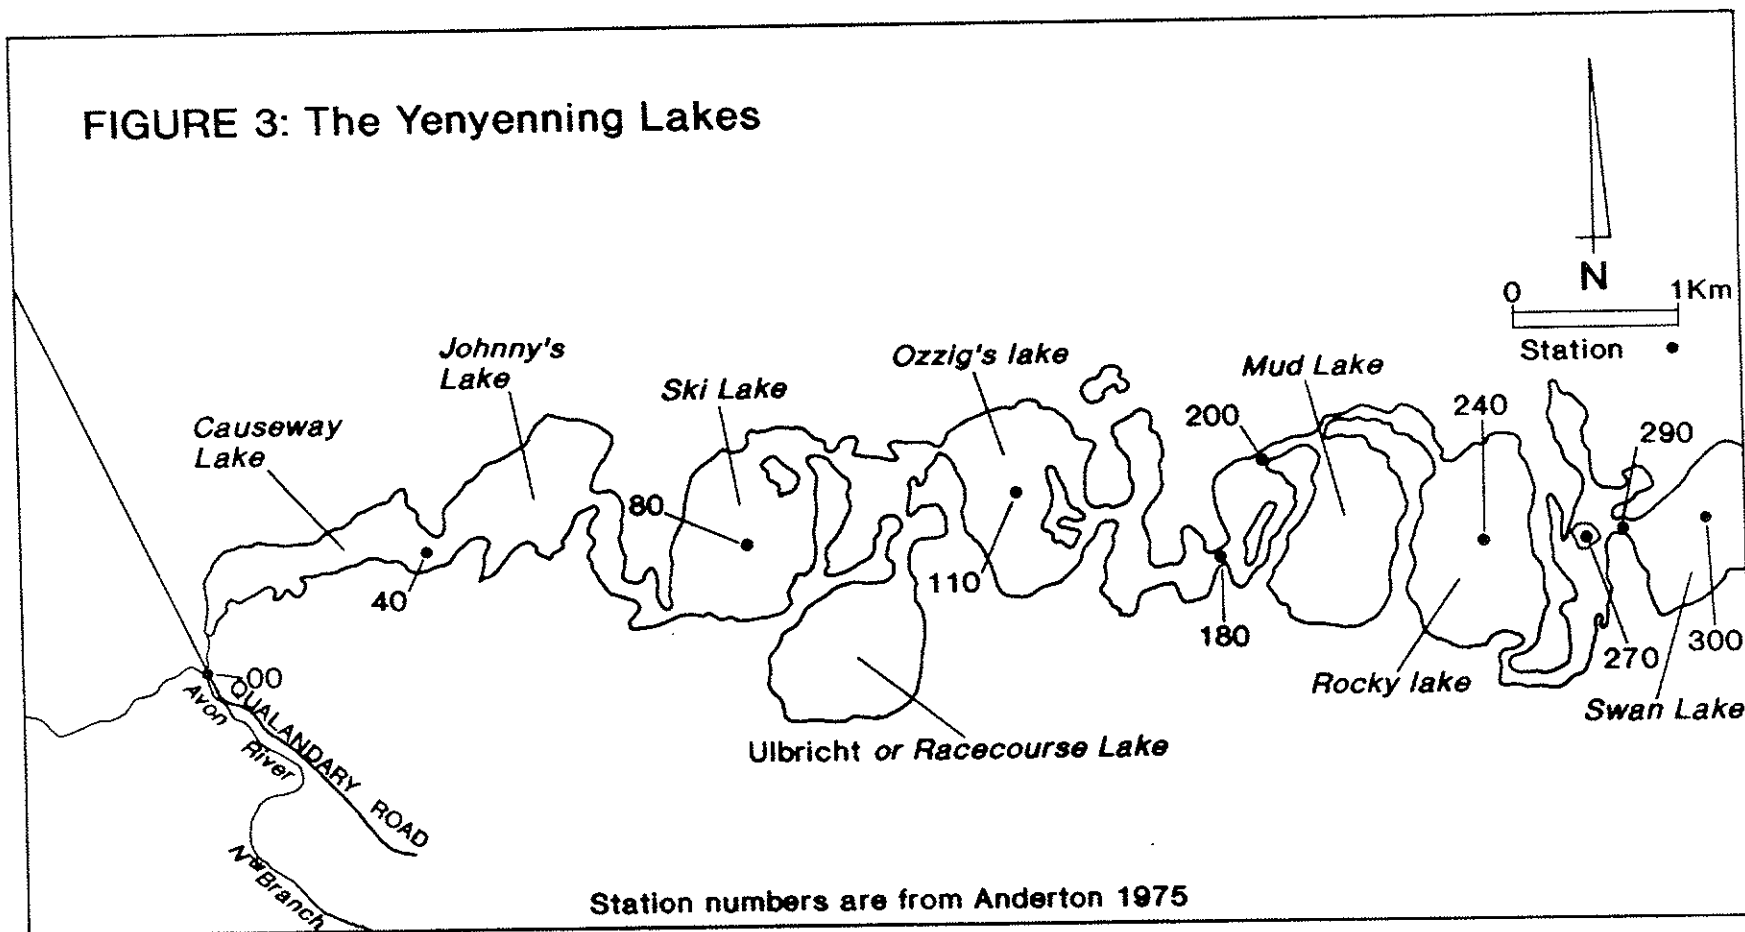 FIGURE 3: The Yenyenning Lakes
N
0 1Km
Station
Johnny's
Lake
Ozzig's lake
Mud Lake
Ski Lake
Causeway
Lake
200
240
290
80
40
110
180
270
300
Rocky lake
Swan Lake
Ulbricht or Racecourse Lake
00
QUALANDARY ROAD
Avon
River
Branch
Station numbers are from Anderton 1975